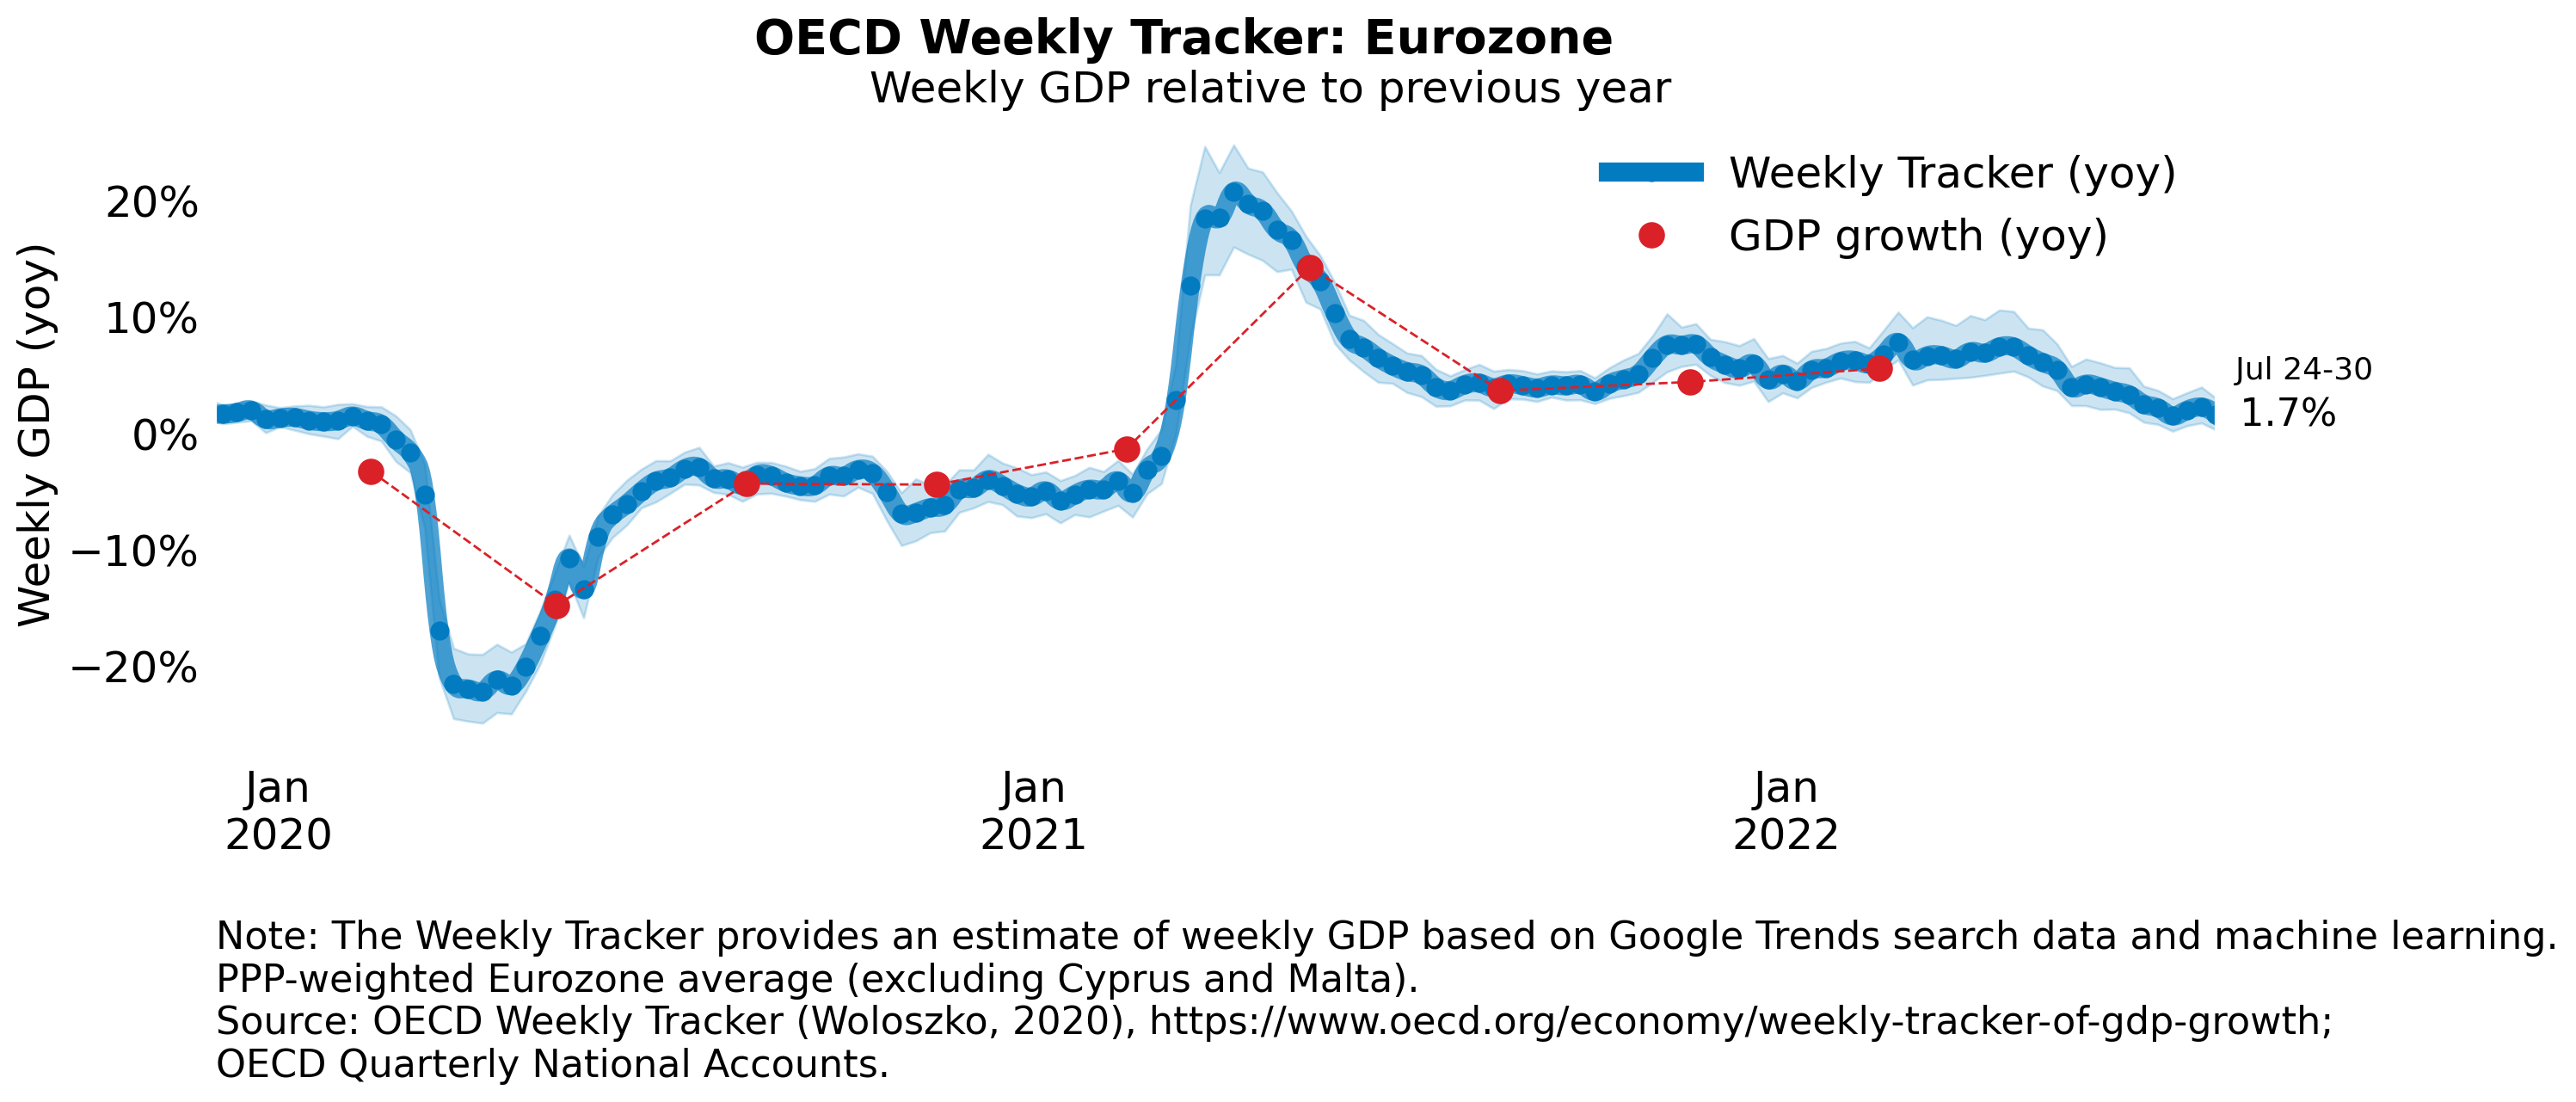 OECD Weekly Tracker: Eurozone
Weekly GDP relative to previous year
Weekly Tracker (yoy)
GDP growth (yoy)
Weekly GDP (yoy)
20%
10%
0%
−10%
−20%
Jul 24-30
1.7%
Jan
2020
Jan
2021
Jan
2022
Note: The Weekly Tracker provides an estimate of weekly GDP based on Google Trends search data and machine learning.
PPP-weighted Eurozone average (excluding Cyprus and Malta).
Source: OECD Weekly Tracker (Woloszko, 2020), https://www.oecd.org/economy/weekly-tracker-of-gdp-growth;
OECD Quarterly National Accounts.